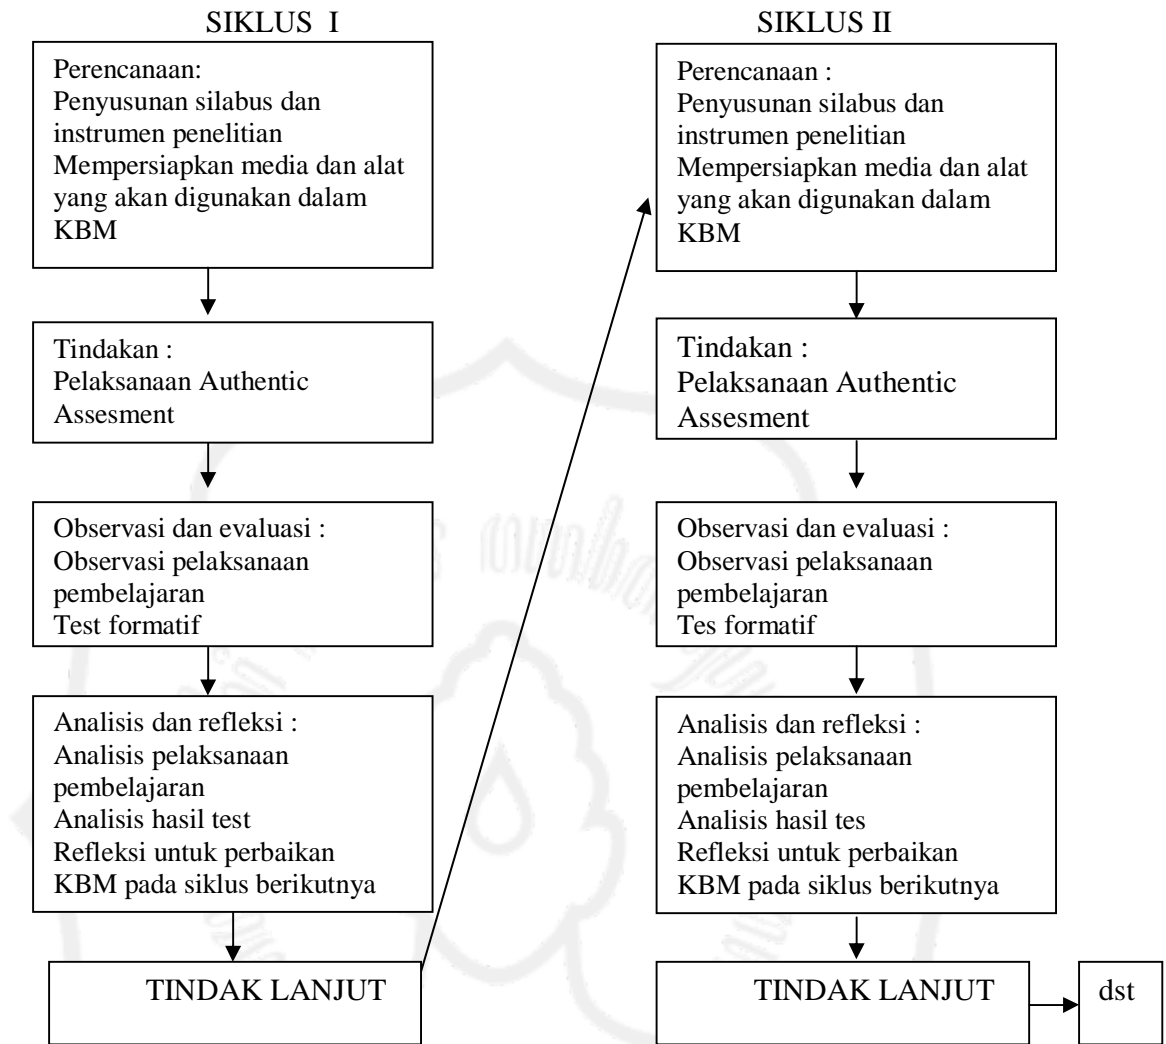 SIKLUS I
Perencanaan:
Penyusunan silabus dan
instrumen penelitian
Mempersiapkan media dan alat
yang akan digunakan dalam
KBM
Tindakan :
Pelaksanaan Authentic
Assesment
Observasi dan evaluasi :
Observasi pelaksanaan
pembelajaran
Test formatif
Analisis dan refleksi :
Analisis pelaksanaan
pembelajaran
Analisis hasil test
Refleksi untuk perbaikan
KBM pada siklus berikutnya
TINDAK LANJUT
SIKLUS II
Perencanaan :
Penyusunan silabus dan
instrumen penelitian
Mempersiapkan media dan alat
yang akan digunakan dalam
KBM
Tindakan :
Pelaksanaan Authentic
Assesment
Observasi dan evaluasi :
Observasi pelaksanaan
pembelajaran
Tes formatif
Analisis dan refleksi :
Analisis pelaksanaan
pembelajaran
Analisis hasil tes
Refleksi untuk perbaikan
KBM pada siklus berikutnya
TINDAK LANJUT
dst